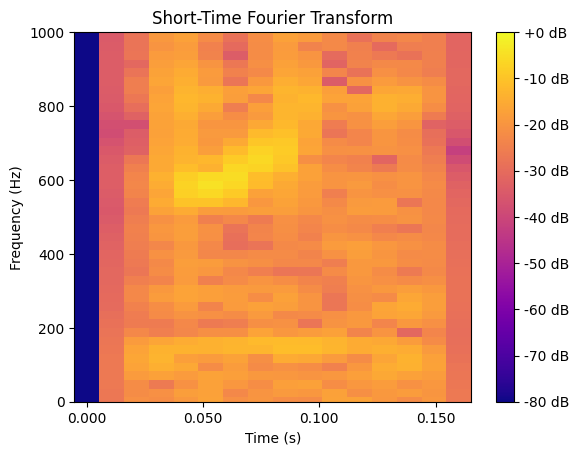 Short-Time Fourier Transform
1000
800
600
400
200
0
Frequency (Hz)
0.000
0.050
0.100
0.150
Time (s)
+0 dB
-10 dB
-20 dB
-30 dB
-40 dB
-50 dB
-60 dB
-70 dB
-80 dB